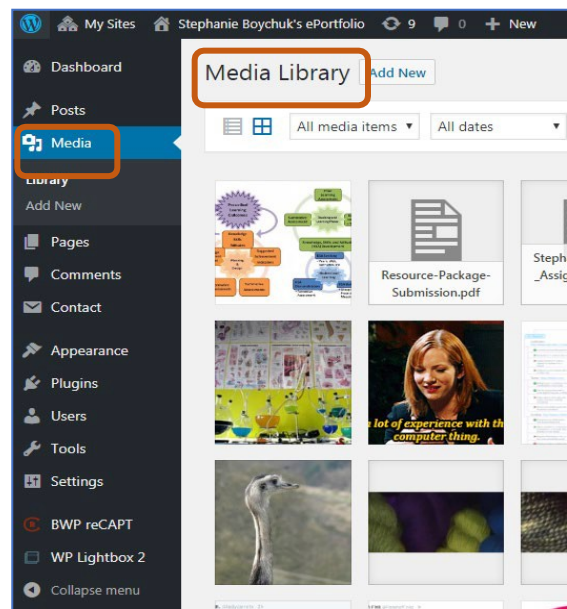 My Sites Stephanie Boychuk's ePortfolio 9 0 + New
Dashboard
Posts
Media
Library
Add New
Pages
Comments
Contact
Appearance
Plugins
Users
Tools
Settings
BWP reCAPT
WP Lightbox 2
Collapse menu
Media Library Add New
All media items All dates
Resource-Package-
Submission.pdf
Steph
_Assig
lot of experience with th
computer thing.